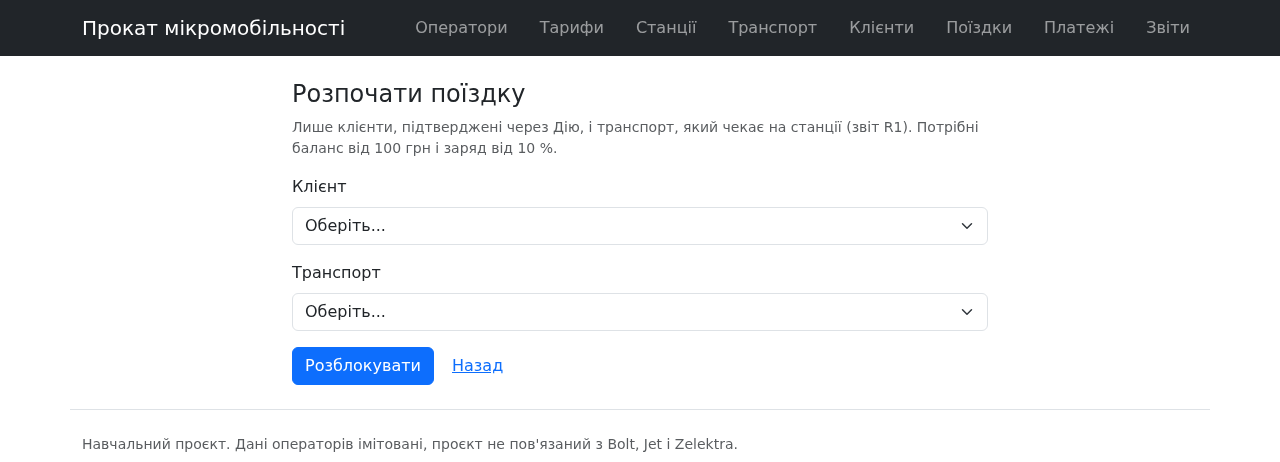 Прокат мікромобільності Оператори Тарифи Станції Транспорт Клієнти Поїздки Платежі Звіти
Розпочати поїздку
Лише клієнти, підтверджені через Дію, і транспорт, який чекає на станції (звіт R1). Потрібні
баланс від 100 грн і заряд від 10 %.
Клієнт
Оберіть...
Транспорт
Оберіть...
Розблокувати Назад
Навчальний проєкт. Дані операторів імітовані, проєкт не пов'язаний з Bolt, Jet і Zelektra.